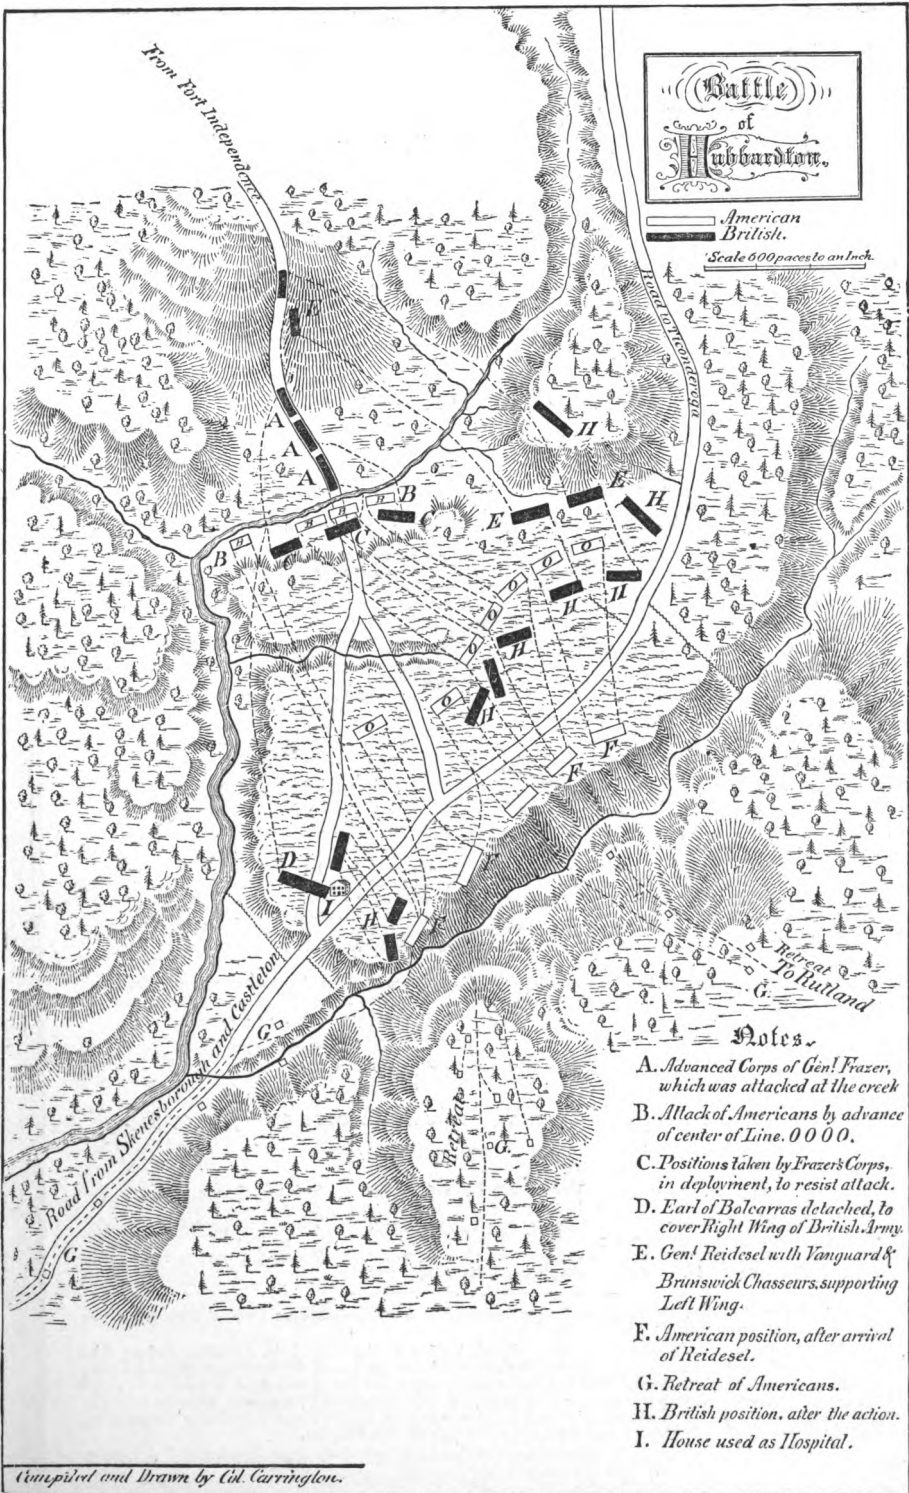 Battle
of
Hubbardton.
American
British.
Scale 600 paces to an Inch.
From Fort Independence
Road to Ticonderoga
E
A
A
A
B
B
B
B
B
B
C
C
C
E
E
H
H
H
H
H
H
O
O
O
O
O
O
O
F
F
F
F
D
I
H
G
G
G.
G.
Retreat
Retreat
To Rutland
Road from Skenesborough and Castleton
Notes.
A. Advanced Corps of Genl. Frazer,
which was attacked at the creek
B. Attack of Americans by advance
of center of Line. 0 0 0 0.
C. Positions taken by Frazer's Corps,
in deployment, to resist attack.
D. Earl of Balcarras detached, to
cover Right Wing of British Army.
E. Genl. Reidesel with Vanguard &
Brunswick Chasseurs, supporting
Left Wing.
F. American position, after arrival
of Reidesel.
G. Retreat of Americans.
H. British position, after the action.
I. House used as Hospital.
Compiled and Drawn by Col. Carrington.